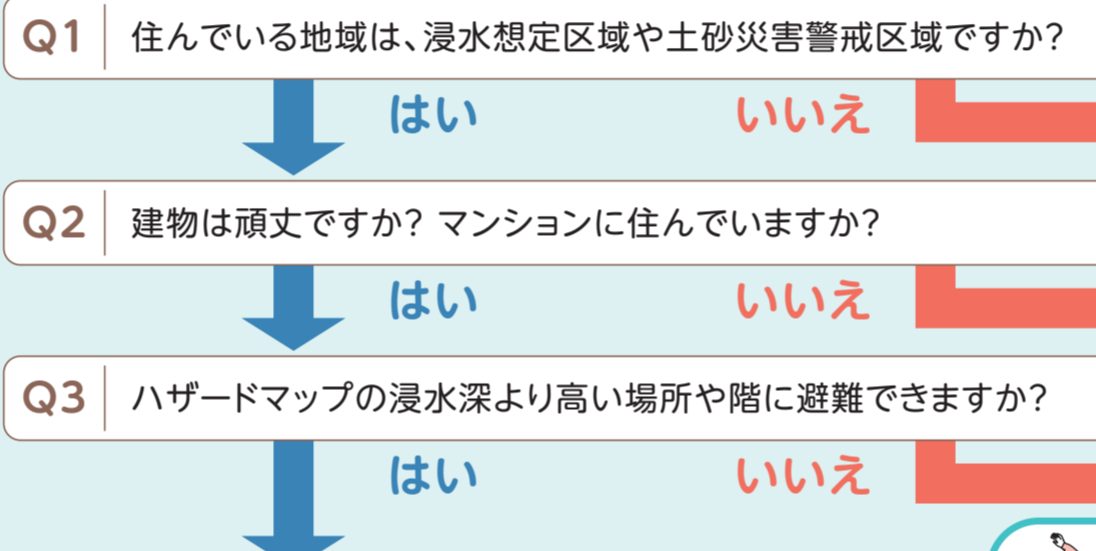 Q1 住んでいる地域は、浸水想定区域や土砂災害警戒区域ですか?
はい いいえ
Q2 建物は頑丈ですか? マンションに住んでいますか?
はい いいえ
Q3 ハザードマップの浸水深より高い場所や階に避難できますか?
はい いいえ